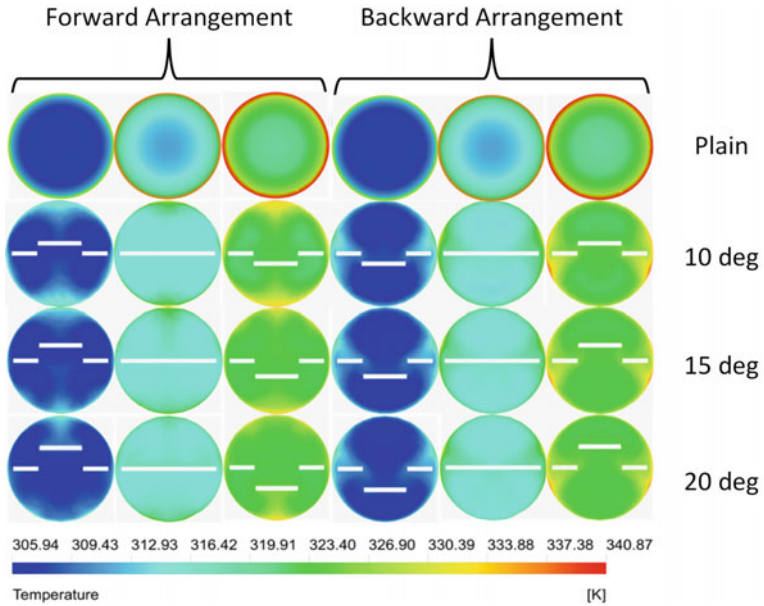 Forward Arrangement Backward Arrangement
Plain
10 deg
15 deg
20 deg
305.94 309.43 312.93 316.42 319.91 323.40 326.90 330.39 333.88 337.38 340.87
Temperature [K]